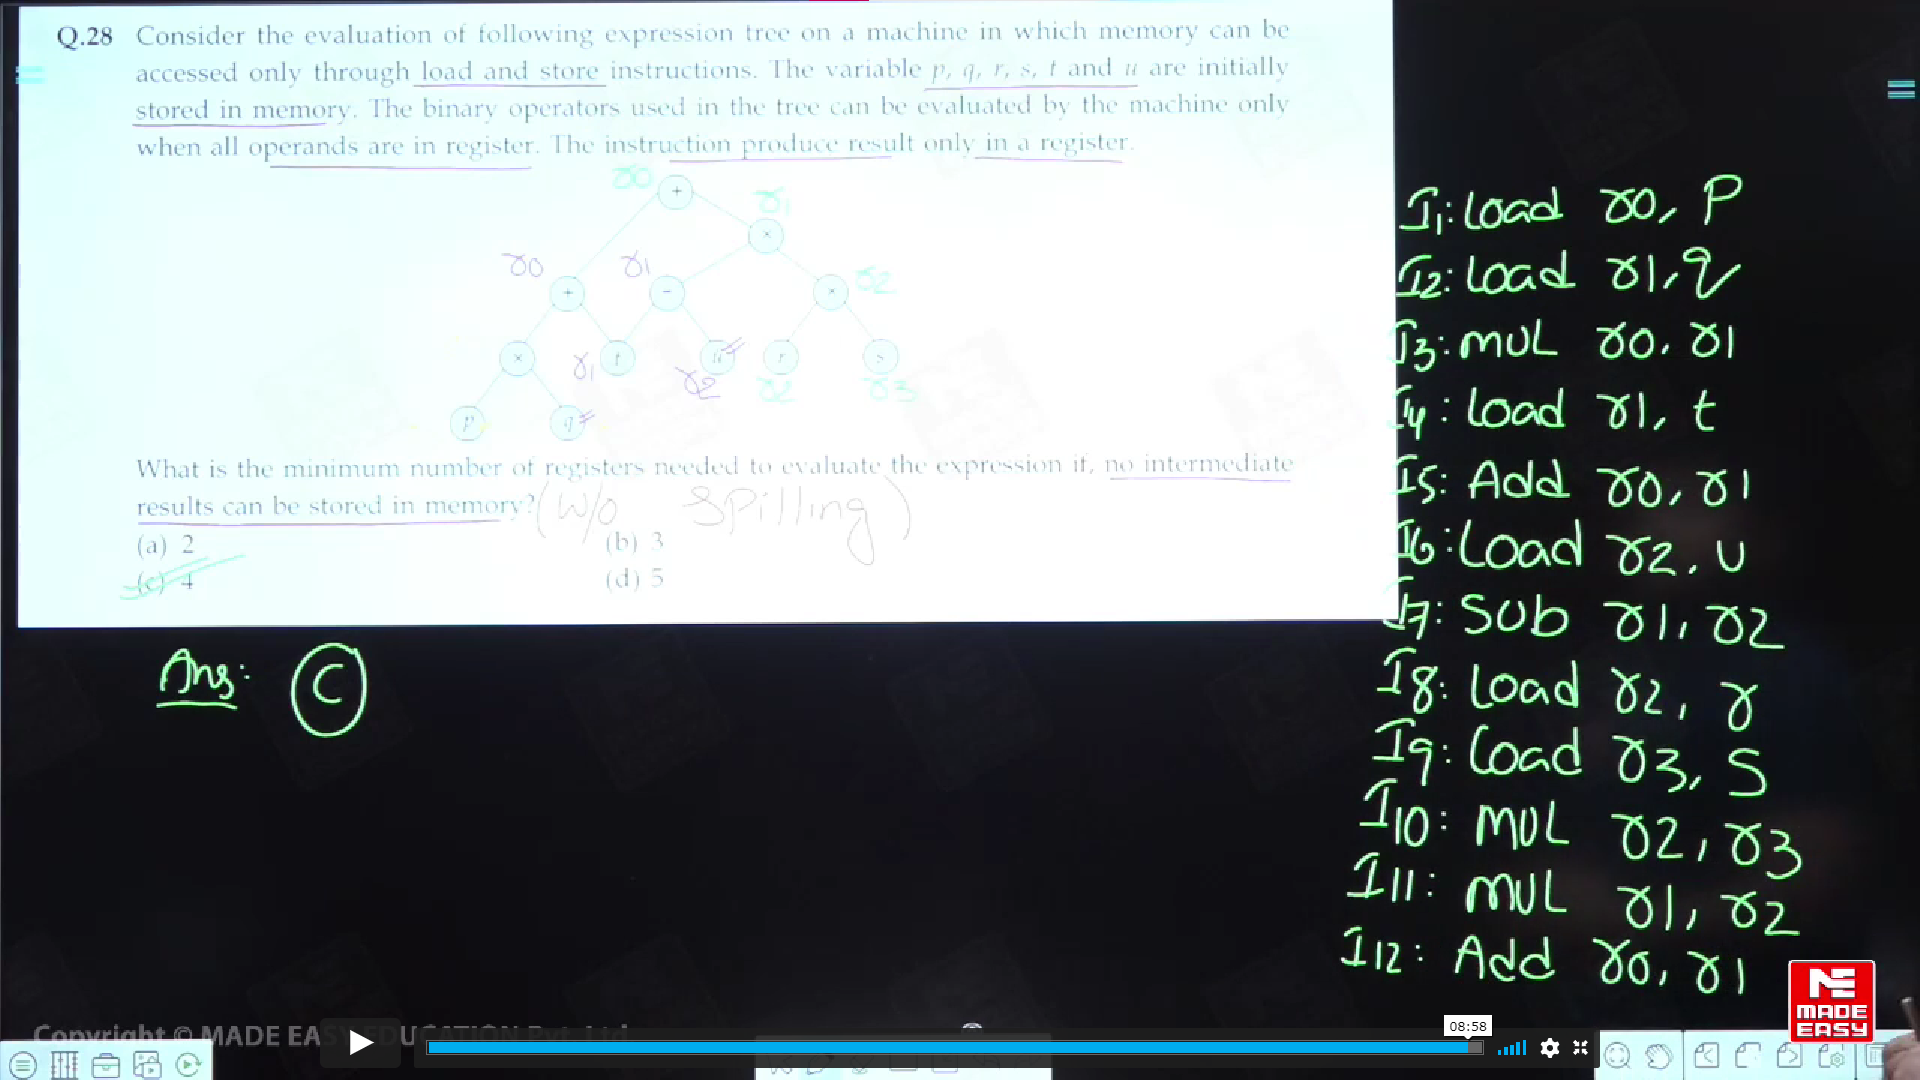 Q.28 Consider the evaluation of following expression tree on a machine in which memory can be
accessed only through load and store instructions. The variable p, q, r, s, t and u are initially
stored in memory. The binary operators used in the tree can be evaluated by the machine only
when all operands are in register. The instruction produce result only in a register.
r0 +
r1
×
r0 r1
+ − × r2
× r1 t u r s
r2 r2 r3
p q
What is the minimum number of registers needed to evaluate the expression if, no intermediate
results can be stored in memory? (w/o spilling)
(a) 2 (b) 3
(c) 4 (d) 5
Ans: C
I1: Load r0, P
I2: Load r1, q
I3: MUL r0, r1
I4: Load r1, t
I5: Add r0, r1
I6: Load r2, u
I7: SUb r1, r2
I8: Load r2, r
I9: Load r3, S
I10: MUL r2, r3
I11: MUL r1, r2
I12: Add r0, r1
Copyright © MADE EASY EDUCATION Pvt. Ltd.
08:58
MADE
EASY